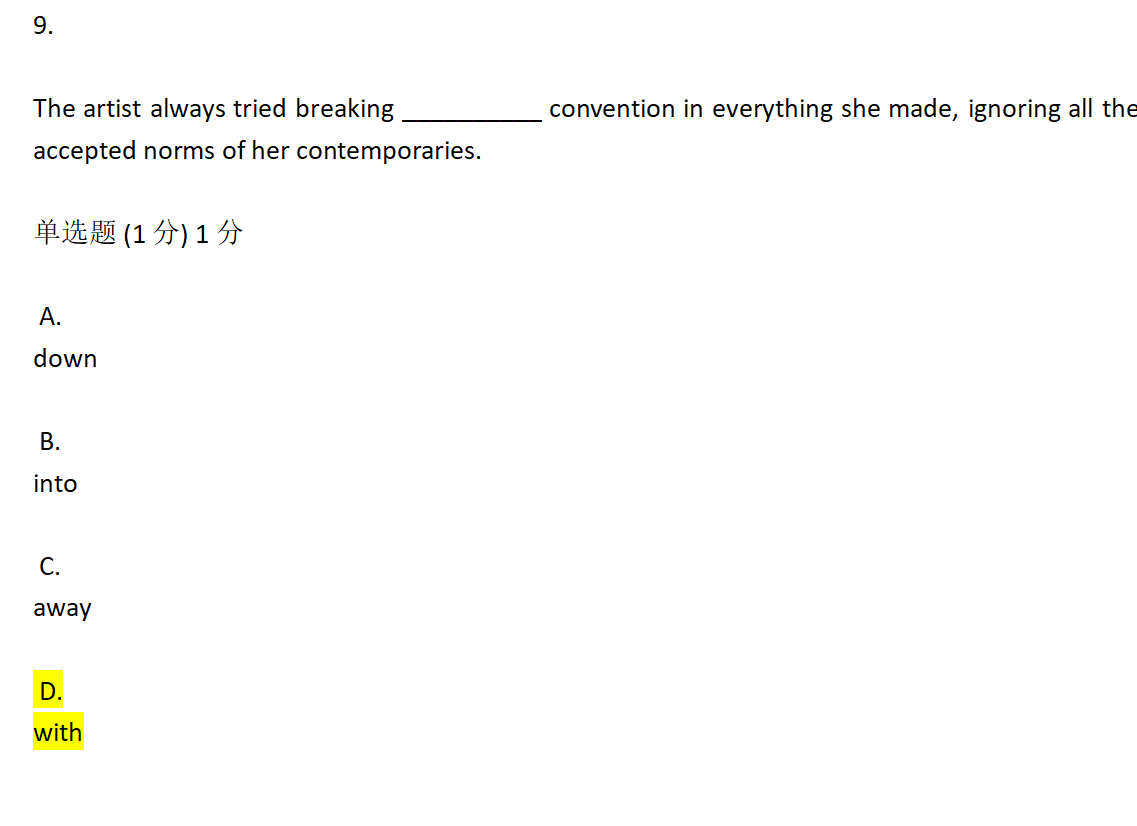 9.
The artist always tried breaking ___________ convention in everything she made, ignoring all the
accepted norms of her contemporaries.
单选题 (1 分) 1 分
A.
down
B.
into
C.
away
D.
with